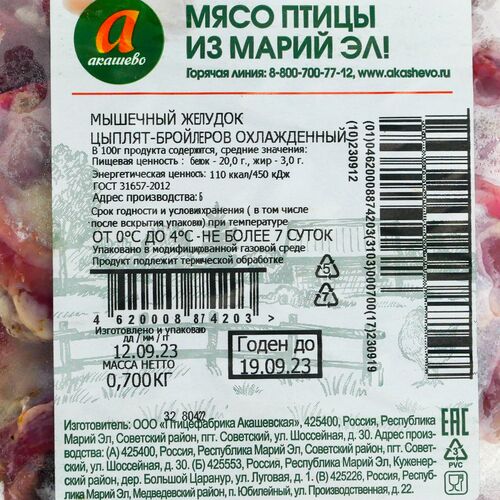 а
акашево
МЯСО ПТИЦЫ
ИЗ МАРИЙ ЭЛ!
Горячая линия: 8-800-700-77-12, www.akashevo.ru
МЫШЕЧНЫЙ ЖЕЛУДОК
ЦЫПЛЯТ-БРОЙЛЕРОВ ОХЛАЖДЕННЫЙ
В 100г продукта содержится, средние значения:
Пищевая ценность : белок - 20,0 г., жир - 3,0 г.
Энергетическая ценность: 110 ккал/450 кДж
ГОСТ 31657-2012
Адрес производства: Б
Срок годности и условия хранения ( в том числе
после вскрытия упаковки) при температуре
ОТ 0°С ДО 4°С -НЕ БОЛЕЕ 7 СУТОК
Упаковано в модифицированной газовой среде
Продукт подлежит термической обработке
(01)04620008874203(3103)000700(17)230919
(10)230912
5
7
4 620008 874203
Изготовлено и упаковано
дд / мм / гг
12.09.23
МАССА НЕТТО
0,700КГ
Годен до
19.09.23
32 8042
Изготовитель: ООО «Птицефабрика Акашевская», 425400, Россия, Республика
Марий Эл, Советский район, пгт. Советский, ул. Шоссейная, д. 30. Адрес производства:
(А) 425400, Россия, Республика Марий Эл, Советский район, пгт.
Советский, ул. Шоссейная, д. 30 (Б) 425553, Россия, Республика Марий Эл, Куженерский
район, дер. Большой Царанур, ул. Луговая, д. 1. (В) 425226, Россия, Республика
Марий Эл, Медведевский район, п. Юбилейный, ул. Производственная, д. 22.
EAC
3
PVC